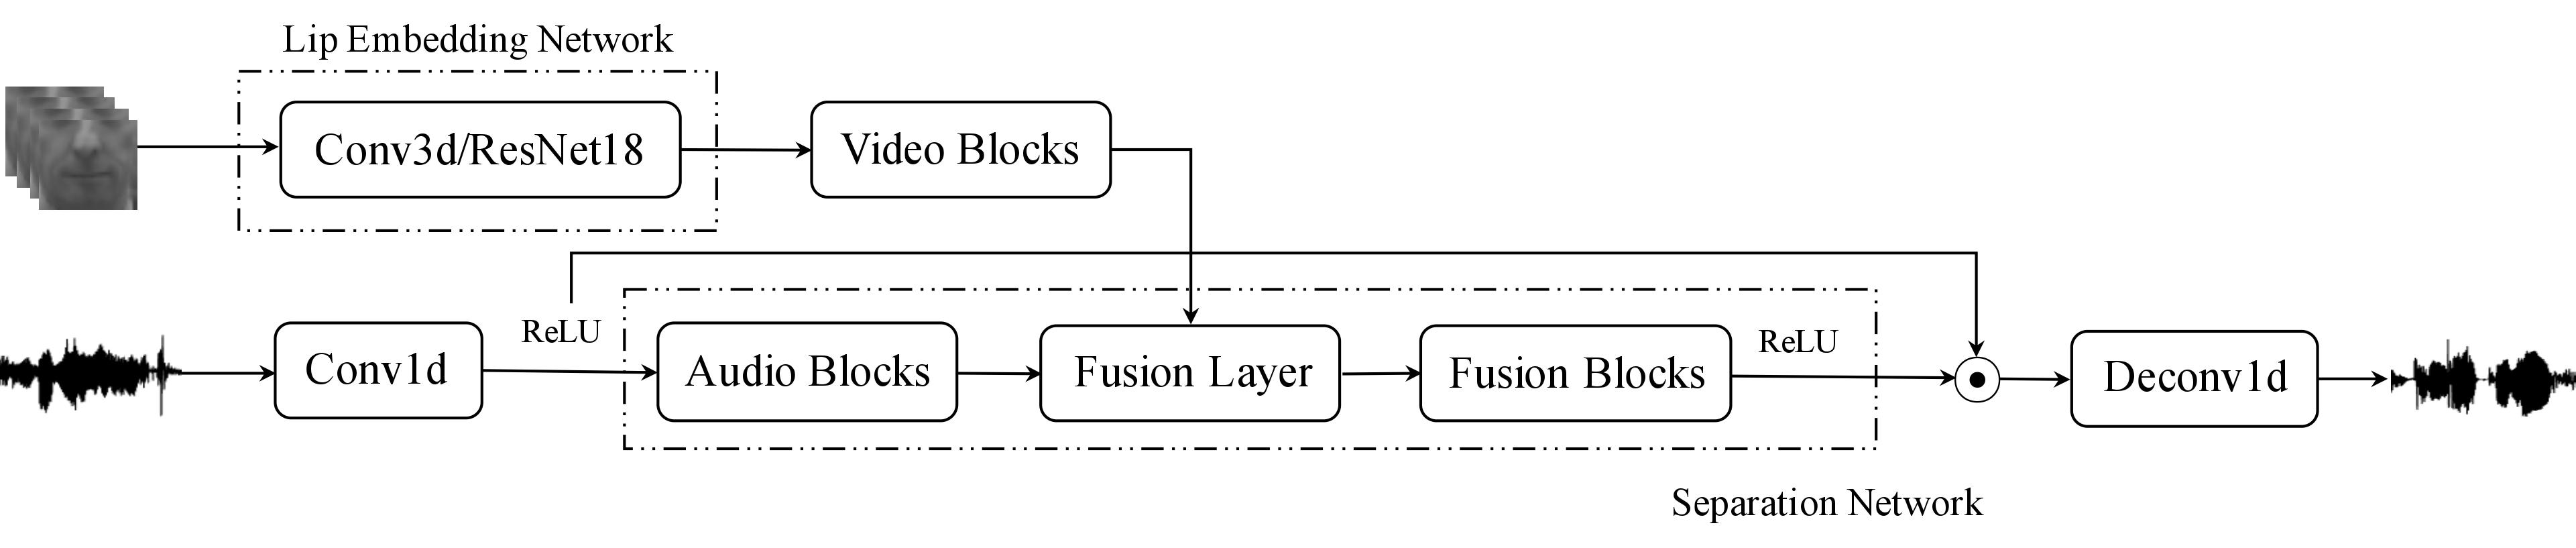 Lip Embedding Network
Conv3d/ResNet18
Video Blocks
ReLU
ReLU
Conv1d
Audio Blocks
Fusion Layer
Fusion Blocks
Deconv1d
Separation Network